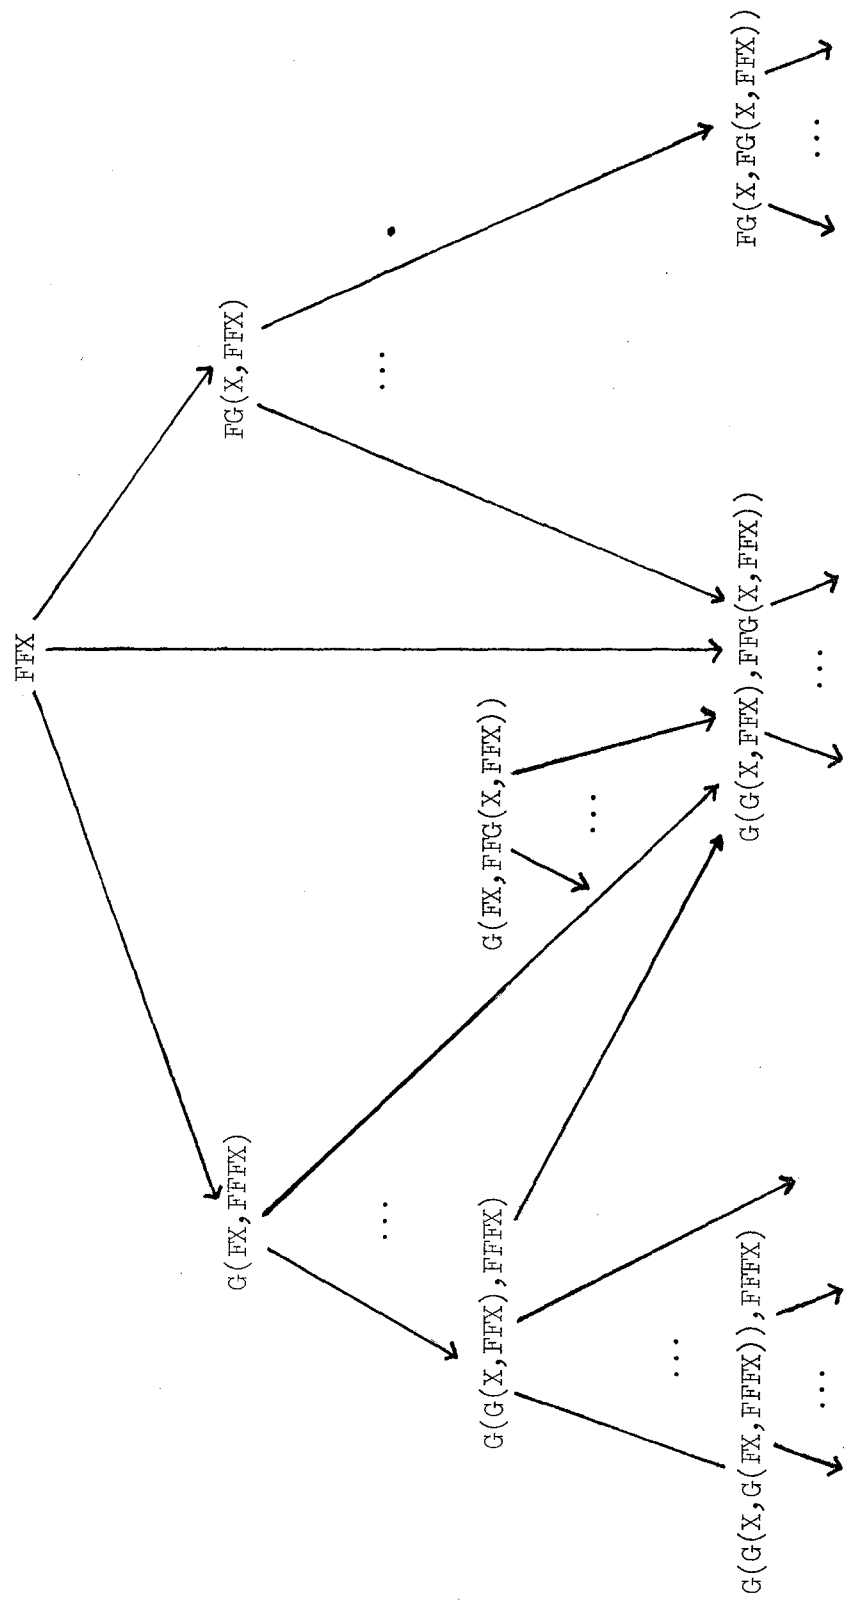 FFX
G(FX,FFFX)
FG(X,FFX)
...
...
G(G(X,FFX),FFFX)
G(FX,FFG(X,FFX))
...
...
G(G(X,G(FX,FFFX)),FFFX)
G(G(X,FFX),FFG(X,FFX))
FG(X,FG(X,FFX))
...
...
...